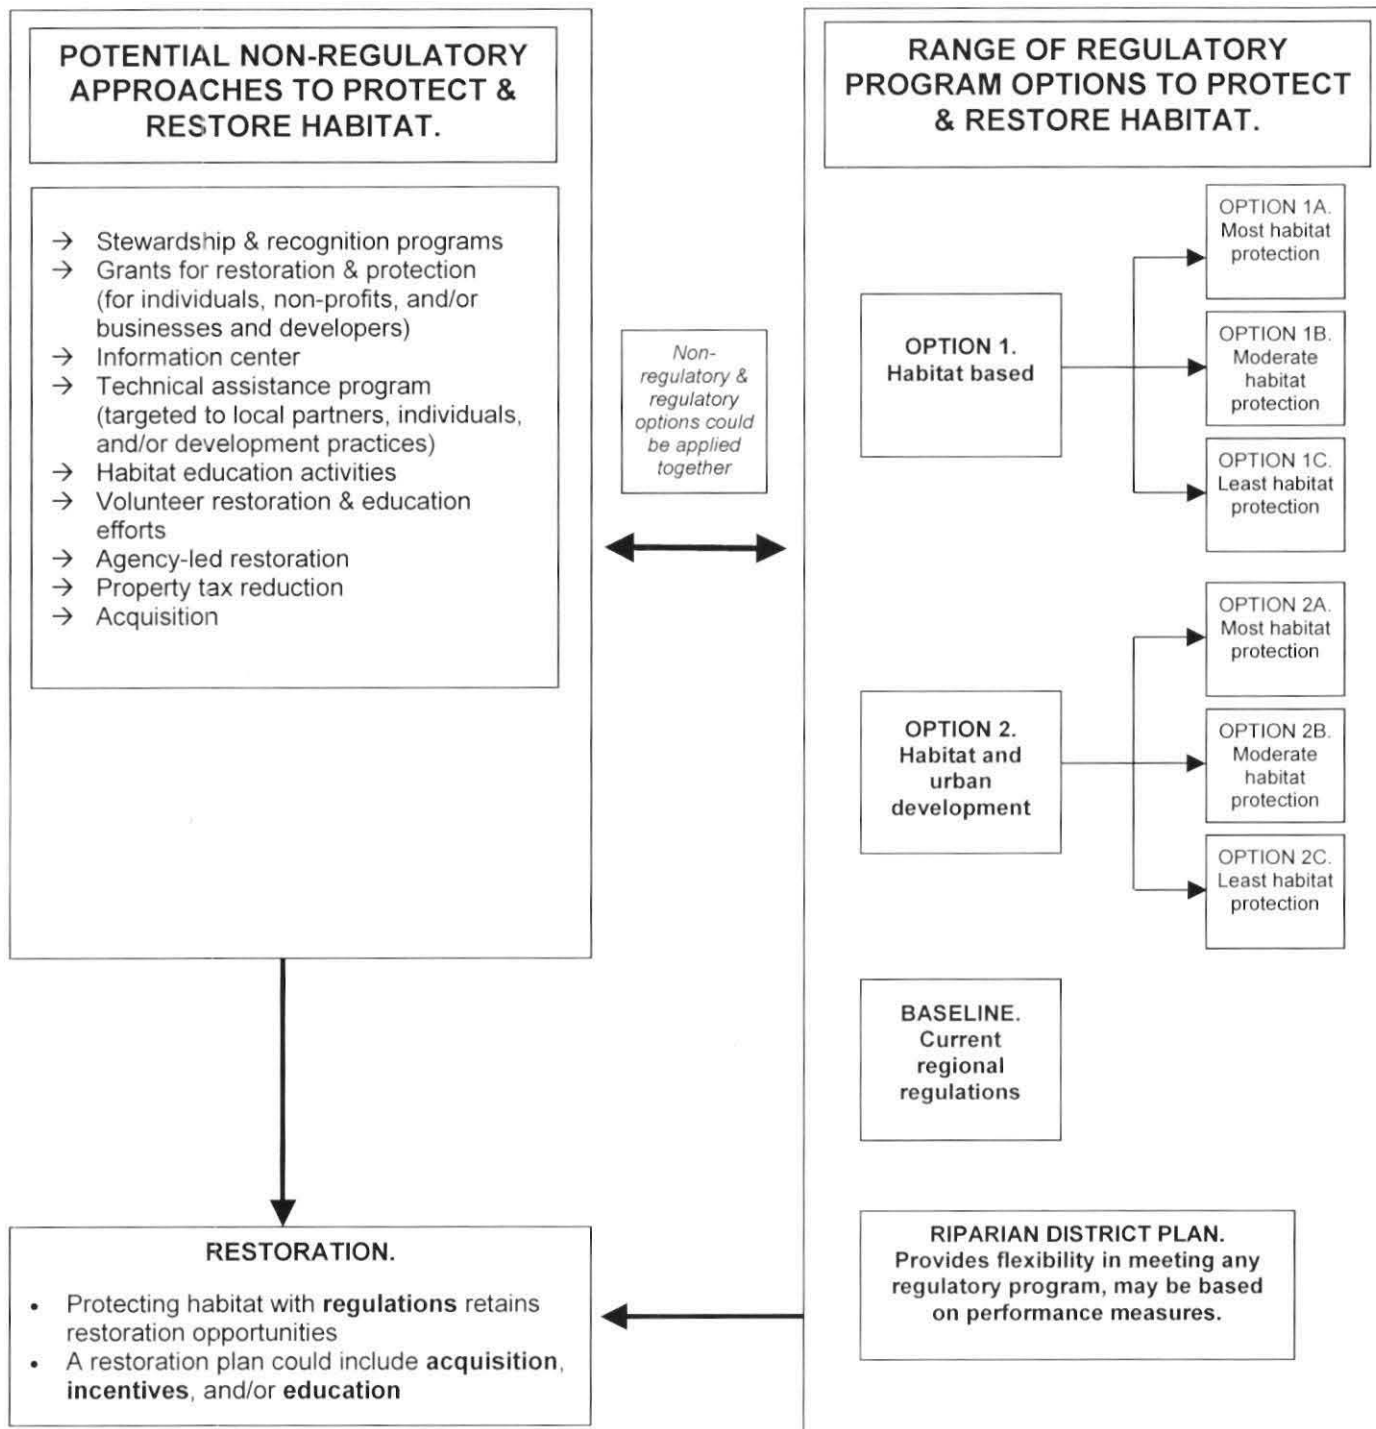 POTENTIAL NON-REGULATORY
APPROACHES TO PROTECT &
RESTORE HABITAT.
→ Stewardship & recognition programs
→ Grants for restoration & protection
(for individuals, non-profits, and/or
businesses and developers)
→ Information center
→ Technical assistance program
(targeted to local partners, individuals,
and/or development practices)
→ Habitat education activities
→ Volunteer restoration & education
efforts
→ Agency-led restoration
→ Property tax reduction
→ Acquisition
Non-
regulatory &
regulatory
options could
be applied
together
RANGE OF REGULATORY
PROGRAM OPTIONS TO PROTECT
& RESTORE HABITAT.
OPTION 1.
Habitat based
OPTION 1A.
Most habitat
protection
OPTION 1B.
Moderate
habitat
protection
OPTION 1C.
Least habitat
protection
OPTION 2.
Habitat and
urban
development
OPTION 2A.
Most habitat
protection
OPTION 2B.
Moderate
habitat
protection
OPTION 2C.
Least habitat
protection
BASELINE.
Current
regional
regulations
RIPARIAN DISTRICT PLAN.
Provides flexibility in meeting any
regulatory program, may be based
on performance measures.
RESTORATION.
• Protecting habitat with regulations retains
restoration opportunities
• A restoration plan could include acquisition,
incentives, and/or education